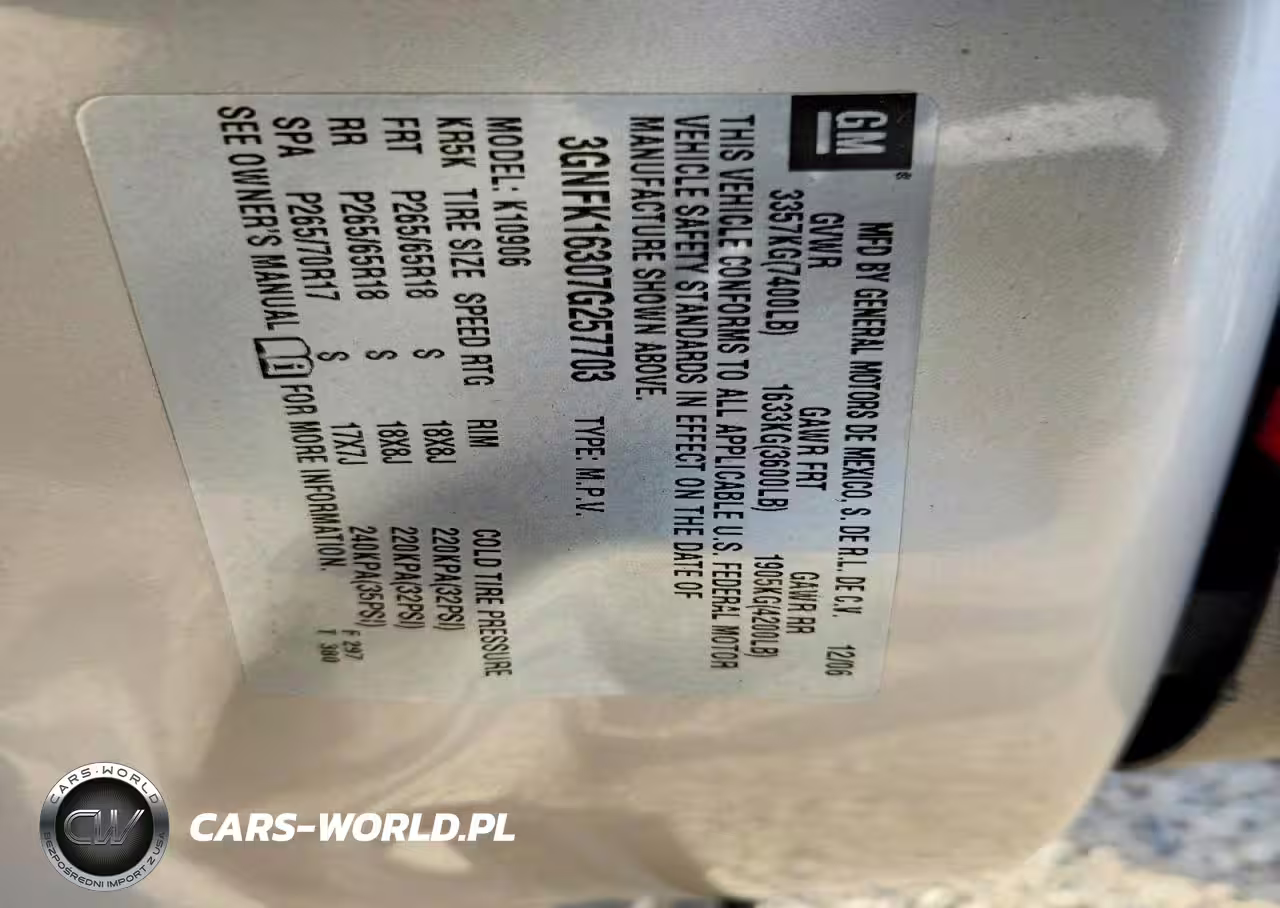 GM®
MFD BY GENERAL MOTORS DE MEXICO, S. DE R.L. DE C.V. 12/06
GVWR GAWR FRT GAWR RR
3357KG(7400LB) 1633KG(3600LB) 1905KG(4200LB)
THIS VEHICLE CONFORMS TO ALL APPLICABLE U.S. FEDERAL MOTOR
VEHICLE SAFETY STANDARDS IN EFFECT ON THE DATE OF
MANUFACTURE SHOWN ABOVE.
3GNFK16307G257703 TYPE: M.P.V.
MODEL: K10906
KR5K TIRE SIZE SPEED RTG RIM COLD TIRE PRESSURE
FRT P265/65R18 S 18X8J 220KPA(32PSI)
RR P265/65R18 S 18X8J 220KPA(32PSI)
SPA P265/70R17 S 17X7J 240KPA(35PSI)
SEE OWNER'S MANUAL FOR MORE INFORMATION.
F 297
T 380
CARS-WORLD
CW
BEZPOŚREDNI IMPORT Z USA
CARS-WORLD.PL